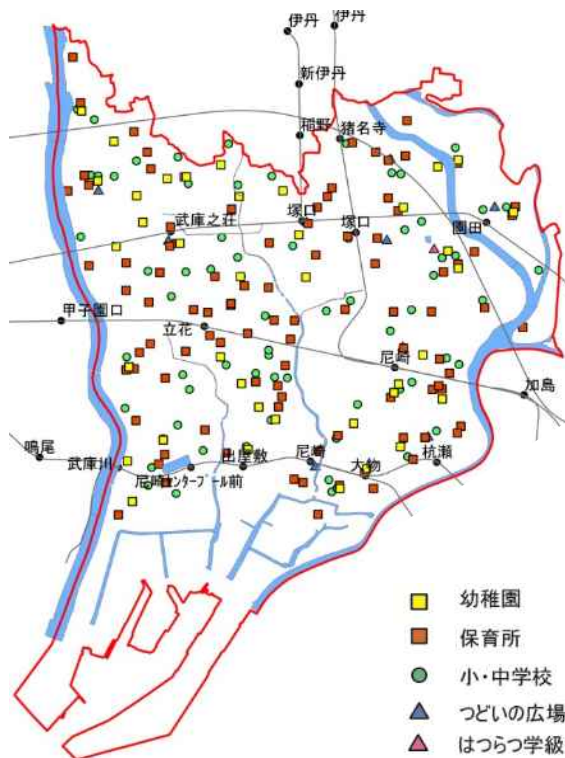 伊丹
伊丹
新伊丹
稲野
猪名寺
武庫之荘
塚口
塚口
園田
甲子園口
立花
尼崎
加島
鳴尾
武庫川
尼崎センタープール前
出屋敷
尼崎
大物
杭瀬
幼稚園
保育所
小・中学校
つどいの広場
はつらつ学級